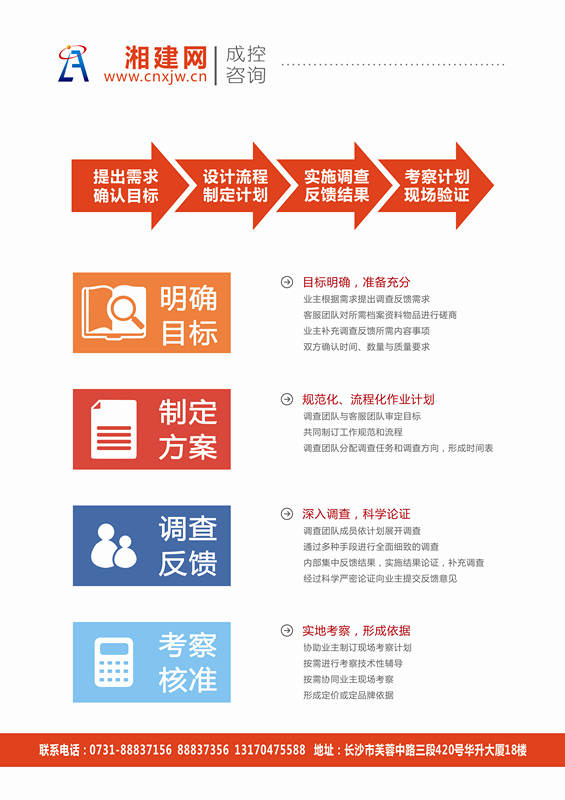 湘建网
www.cnxjw.cn
成控
咨询
提出需求
确认目标
设计流程
制定计划
实施调查
反馈结果
考察计划
现场验证
明确
目标
目标明确，准备充分
业主根据需求提出调查反馈需求
客服团队对所需档案资料物品进行磋商
业主补充调查反馈所需内容事项
双方确认时间、数量与质量要求
制定
方案
规范化、流程化作业计划
调查团队与客服团队审定目标
共同制订工作规范和流程
调查团队分配调查任务和调查方向，形成时间表
调查
反馈
深入调查，科学论证
调查团队成员依计划展开调查
通过多种手段进行全面细致的调查
内部集中反馈结果，实施结果论证，补充调查
经过科学严密论证向业主提交反馈意见
考察
核准
实地考察，形成依据
协助业主制订现场考察计划
按需进行考察技术性辅导
按需协同业主现场考察
形成定价或定品牌依据
联系电话：0731-88837156 88837356 13170475588 地址：长沙市芙蓉中路三段420号华升大厦18楼